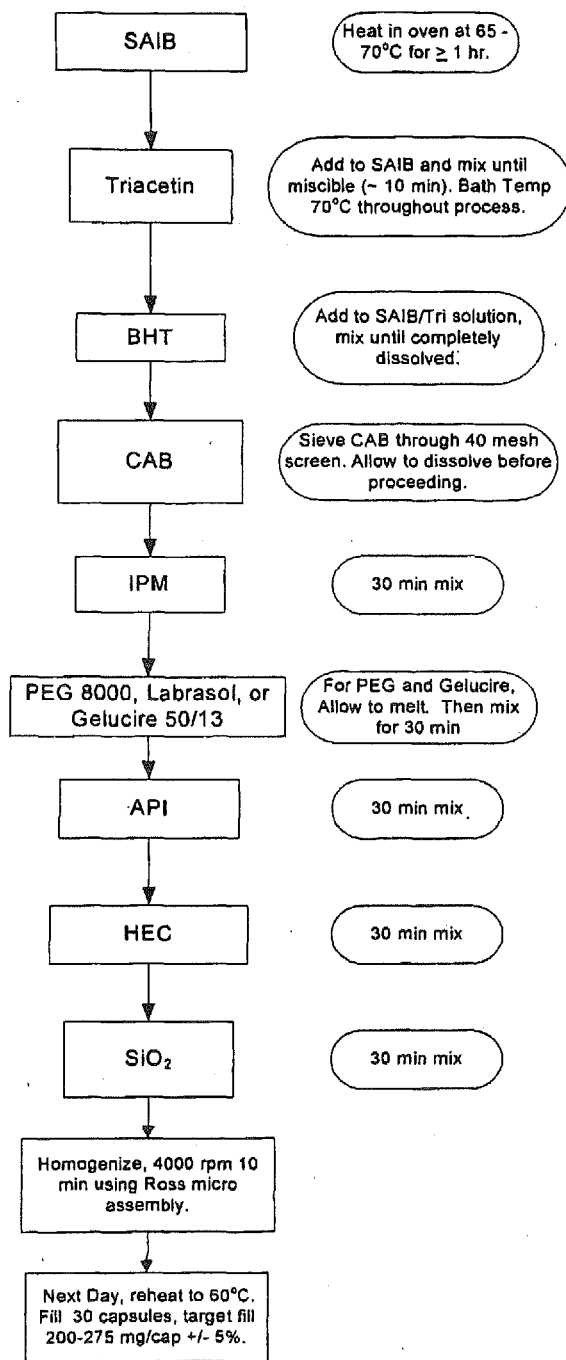 SAIB
Heat in oven at 65 -
70°C for ≥ 1 hr.
Triacetin
Add to SAIB and mix until
miscible (~ 10 min). Bath Temp
70°C throughout process.
BHT
Add to SAIB/Tri solution,
mix until completely
dissolved.
CAB
Sieve CAB through 40 mesh
screen. Allow to dissolve before
proceeding.
IPM
30 min mix
PEG 8000, Labrasol, or
Gelucire 50/13
For PEG and Gelucire,
Allow to melt. Then mix
for 30 min
API
30 min mix
HEC
30 min mix
SiO₂
30 min mix
Homogenize, 4000 rpm 10
min using Ross micro
assembly.
Next Day, reheat to 60°C.
Fill 30 capsules, target fill
200-275 mg/cap +/- 5%.